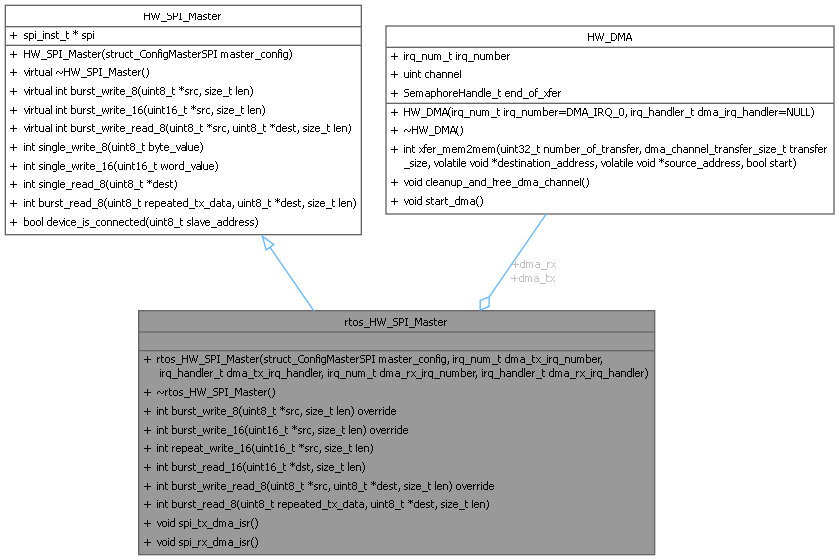 HW_SPI_Master
+ spi_inst_t * spi
+ HW_SPI_Master(struct_ConfigMasterSPI master_config)
+ virtual ~HW_SPI_Master()
+ virtual int burst_write_8(uint8_t *src, size_t len)
+ virtual int burst_write_16(uint16_t *src, size_t len)
+ virtual int burst_write_read_8(uint8_t *src, uint8_t *dest, size_t len)
+ int single_write_8(uint8_t byte_value)
+ int single_write_16(uint16_t word_value)
+ int single_read_8(uint8_t *dest)
+ int burst_read_8(uint8_t repeated_tx_data, uint8_t *dest, size_t len)
+ bool device_is_connected(uint8_t slave_address)
HW_DMA
+ irq_num_t irq_number
+ uint channel
+ SemaphoreHandle_t end_of_xfer
+ HW_DMA(irq_num_t irq_number=DMA_IRQ_0, irq_handler_t dma_irq_handler=NULL)
+ ~HW_DMA()
+ int xfer_mem2mem(uint32_t number_of_transfer, dma_channel_transfer_size_t transfer
_size, volatile void *destination_address, volatile void *source_address, bool start)
+ void cleanup_and_free_dma_channel()
+ void start_dma()
+dma_rx
+dma_tx
rtos_HW_SPI_Master
+ rtos_HW_SPI_Master(struct_ConfigMasterSPI master_config, irq_num_t dma_tx_irq_number,
irq_handler_t dma_tx_irq_handler, irq_num_t dma_rx_irq_number, irq_handler_t dma_rx_irq_handler)
+ ~rtos_HW_SPI_Master()
+ int burst_write_8(uint8_t *src, size_t len) override
+ int burst_write_16(uint16_t *src, size_t len) override
+ int repeat_write_16(uint16_t *src, size_t len)
+ int burst_read_16(uint16_t *dst, size_t len)
+ int burst_write_read_8(uint8_t *src, uint8_t *dest, size_t len) override
+ int burst_read_8(uint8_t repeated_tx_data, uint8_t *dest, size_t len)
+ void spi_tx_dma_isr()
+ void spi_rx_dma_isr()